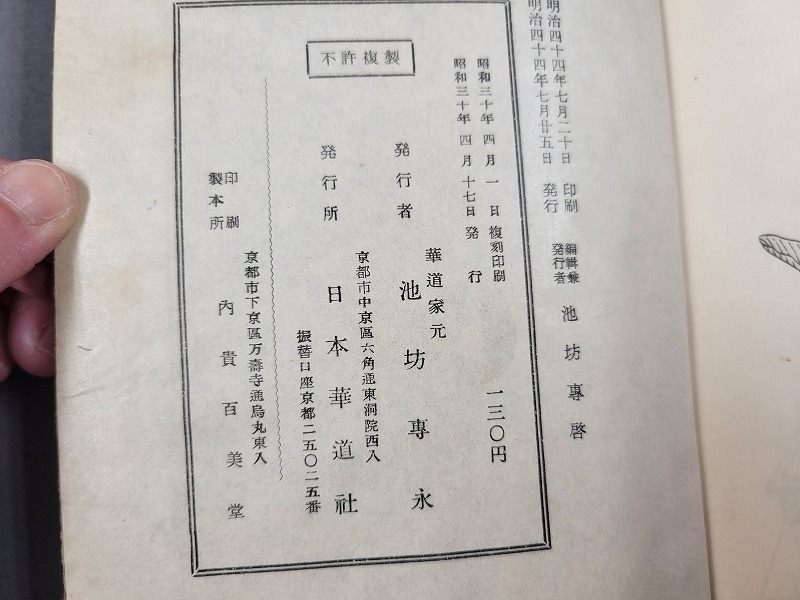 明治四十四年七月二十日　印刷
明治四十四年七月廿五日　発行
編輯兼
発行者
池坊專啓
不許複製
昭和三十年四月一日　複刻印刷
昭和三十年四月十七日　発行
一三〇円
発行者
華道家元
池坊專永
発行所
京都市中京區六角通東洞院西入
日本華道社
振替口座京都二五〇二五番
印刷
製本所
京都市下京區万壽寺通烏丸東入
內貴百美堂